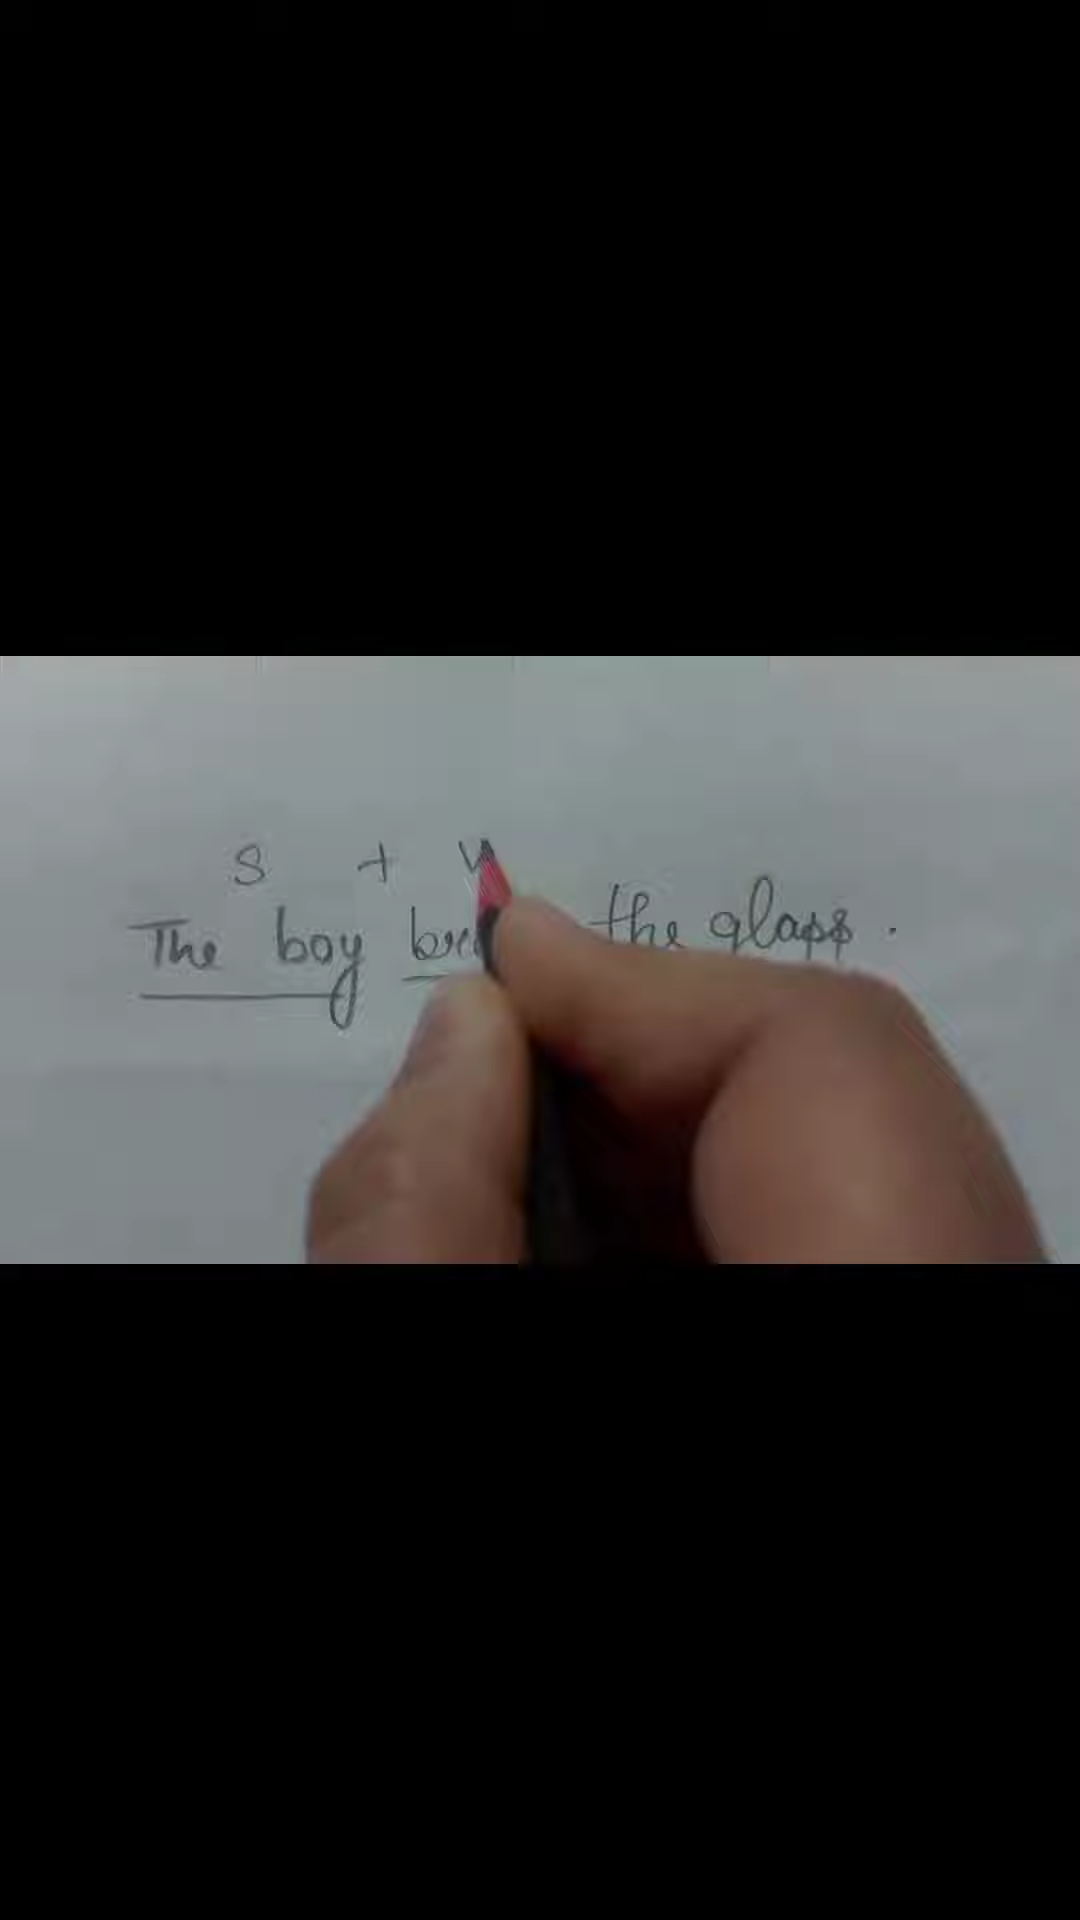 S + V
The boy the glass.